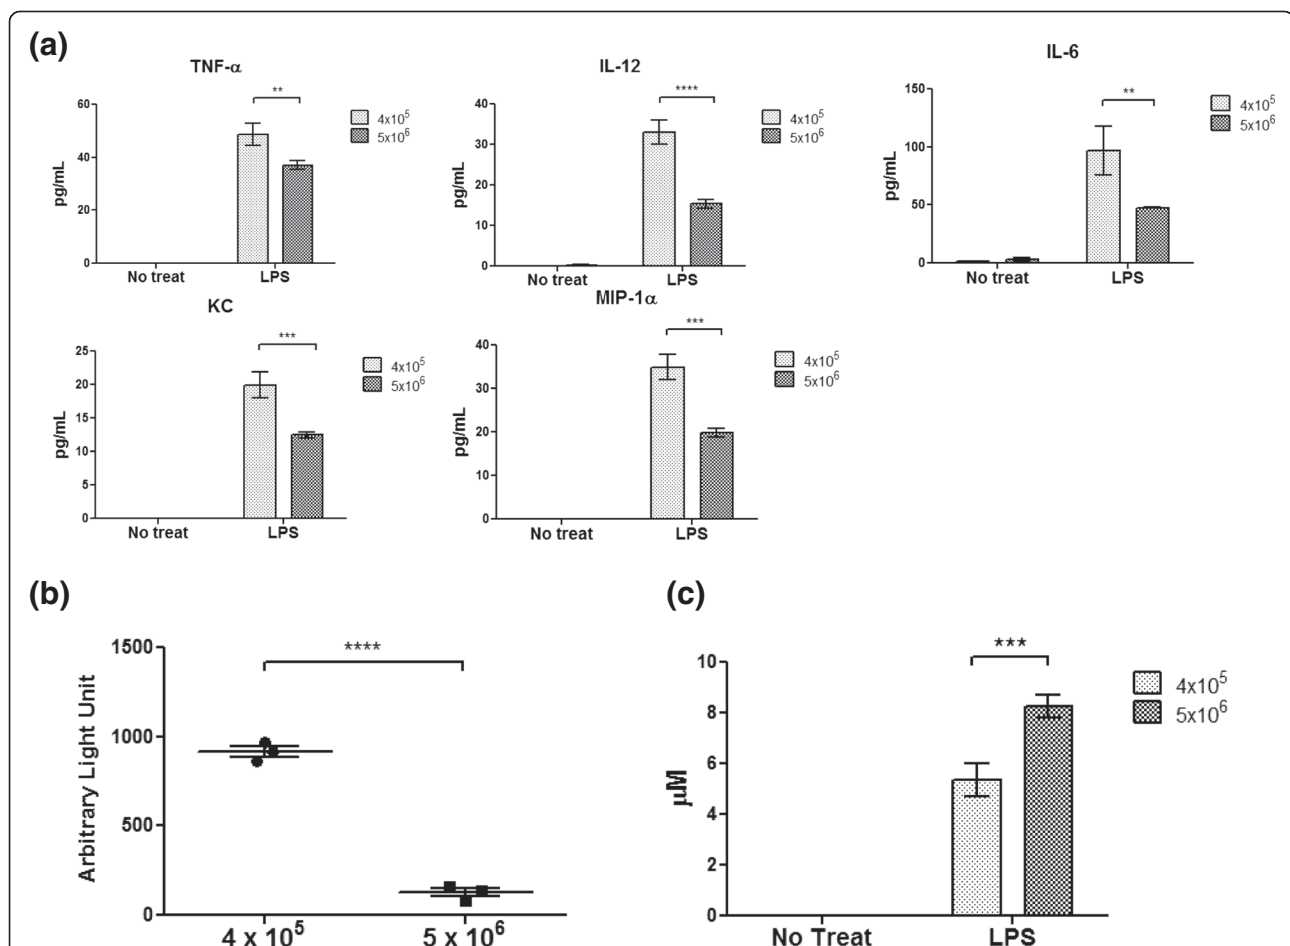 (a)
TNF-α
pg/mL
60
40
20
0
**
No treat LPS
4x10⁵
5x10⁶
IL-12
pg/mL
40
30
20
10
0
****
No treat LPS
4x10⁵
5x10⁶
IL-6
pg/mL
150
100
50
0
**
No treat LPS
4x10⁵
5x10⁶
KC
pg/mL
25
20
15
10
5
0
***
No treat LPS
4x10⁵
5x10⁶
MIP-1α
pg/mL
40
30
20
10
0
***
No treat LPS
4x10⁵
5x10⁶
(b)
Arbitrary Light Unit
1500
1000
500
0
****
4 x 10⁵ 5 x 10⁶
(c)
μM
10
8
6
4
2
0
***
No Treat LPS
4x10⁵
5x10⁶